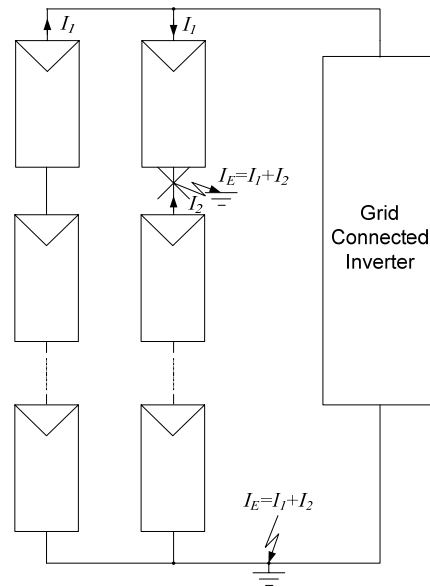 I1
I1
IE=I1+I2
I2
Grid
Connected
Inverter
IE=I1+I2